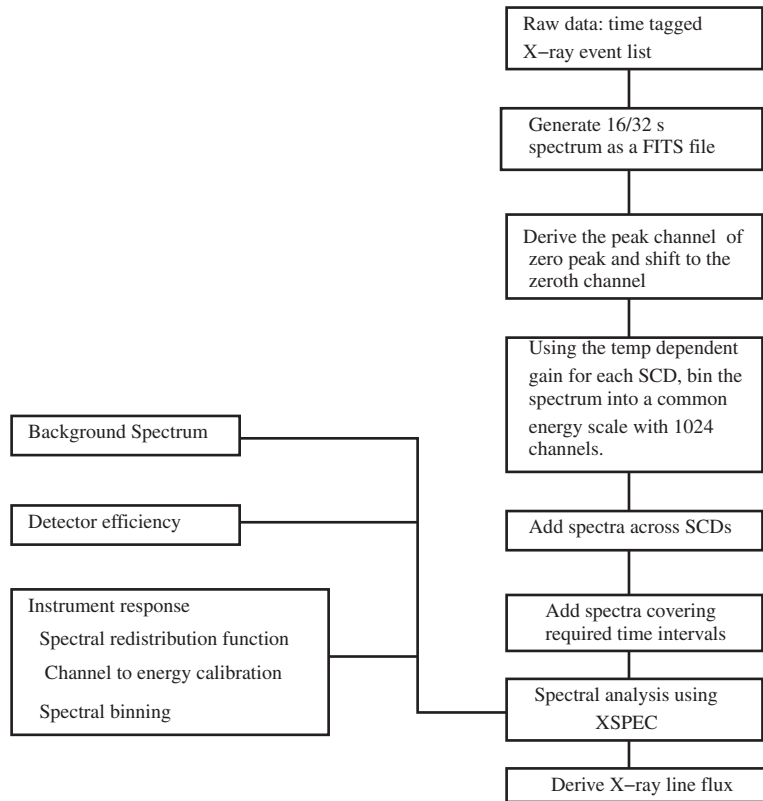 Raw data: time tagged
X−ray event list
Generate 16/32 s
spectrum as a FITS file
Derive the peak channel of
zero peak and shift to the
zeroth channel
Using the temp dependent
gain for each SCD, bin the
spectrum into a common
energy scale with 1024
channels.
Background Spectrum
Detector efficiency
Add spectra across SCDs
Instrument response
Spectral redistribution function
Channel to energy calibration
Spectral binning
Add spectra covering
required time intervals
Spectral analysis using
XSPEC
Derive X−ray line flux